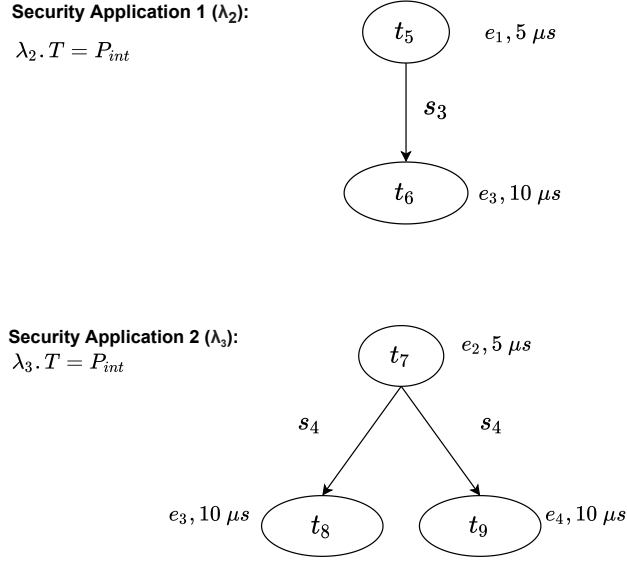 Security Application 1 (λ₂):
λ₂.T = P_int
t₅
e₁, 5 μs
s₃
t₆
e₃, 10 μs
Security Application 2 (λ₃):
λ₃.T = P_int
t₇
e₂, 5 μs
s₄
s₄
e₃, 10 μs
t₈
t₉
e₄, 10 μs